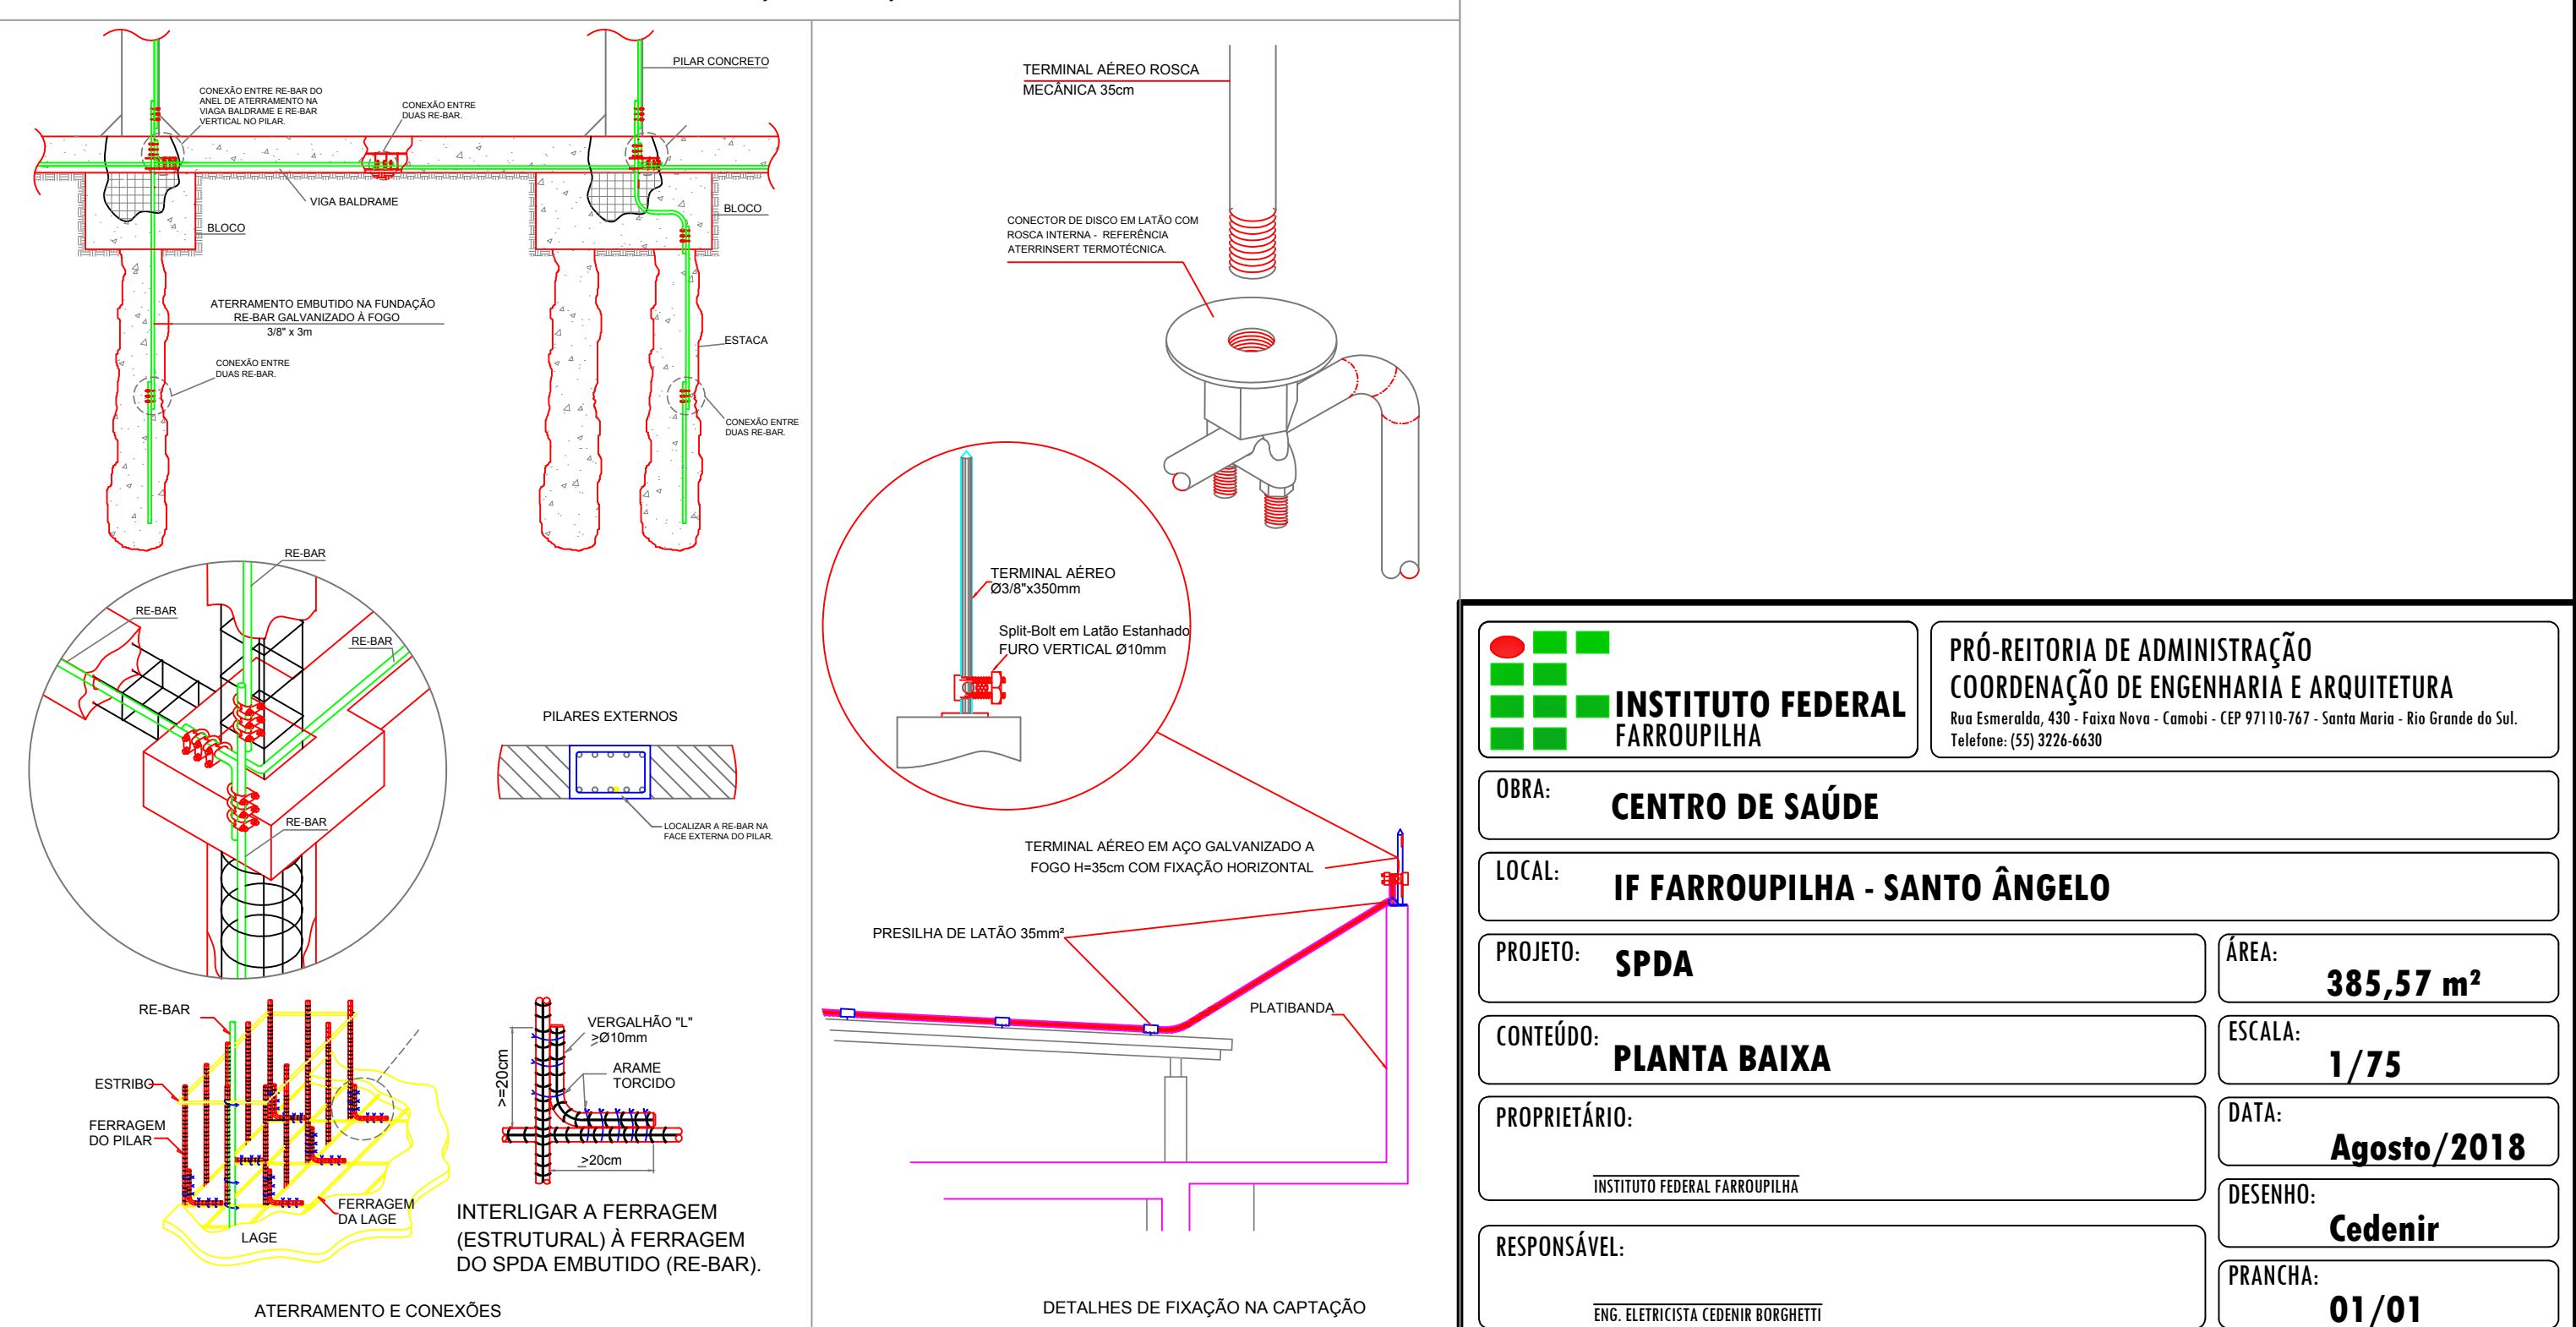 PILAR CONCRETO
CONEXÃO ENTRE RE-BAR DO
ANEL DE ATERRAMENTO NA
VIAGA BALDRAME E RE-BAR
VERTICAL NO PILAR.
CONEXÃO ENTRE
DUAS RE-BAR.
VIGA BALDRAME
BLOCO
BLOCO
ATERRAMENTO EMBUTIDO NA FUNDAÇÃO
RE-BAR GALVANIZADO À FOGO
3/8" x 3m
ESTACA
CONEXÃO ENTRE
DUAS RE-BAR.
CONEXÃO ENTRE
DUAS RE-BAR.
RE-BAR
RE-BAR
RE-BAR
RE-BAR
PILARES EXTERNOS
LOCALIZAR A RE-BAR NA
FACE EXTERNA DO PILAR.
RE-BAR
ESTRIBO
FERRAGEM
DO PILAR
FERRAGEM
DA LAGE
LAGE
VERGALHÃO "L"
>Ø10mm
ARAME
TORCIDO
>=20cm
>20cm
INTERLIGAR A FERRAGEM
(ESTRUTURAL) À FERRAGEM
DO SPDA EMBUTIDO (RE-BAR).
ATERRAMENTO E CONEXÕES
TERMINAL AÉREO ROSCA
MECÂNICA 35cm
CONECTOR DE DISCO EM LATÃO COM
ROSCA INTERNA - REFERÊNCIA
ATERRINSERT TERMOTÉCNICA.
TERMINAL AÉREO
Ø3/8"x350mm
Split-Bolt em Latão Estanhado
FURO VERTICAL Ø10mm
TERMINAL AÉREO EM AÇO GALVANIZADO A
FOGO H=35cm COM FIXAÇÃO HORIZONTAL
PRESILHA DE LATÃO 35mm²
PLATIBANDA
DETALHES DE FIXAÇÃO NA CAPTAÇÃO
INSTITUTO FEDERAL
FARROUPILHA
PRÓ-REITORIA DE ADMINISTRAÇÃO
COORDENAÇÃO DE ENGENHARIA E ARQUITETURA
Rua Esmeralda, 430 - Faixa Nova - Camobi - CEP 97110-767 - Santa Maria - Rio Grande do Sul.
Telefone: (55) 3226-6630
OBRA: CENTRO DE SAÚDE
LOCAL: IF FARROUPILHA - SANTO ÂNGELO
PROJETO: SPDA
ÁREA:
385,57 m²
CONTEÚDO: PLANTA BAIXA
ESCALA:
1/75
PROPRIETÁRIO:
INSTITUTO FEDERAL FARROUPILHA
DATA:
Agosto/2018
DESENHO:
Cedenir
RESPONSÁVEL:
ENG. ELETRICISTA CEDENIR BORGHETTI
PRANCHA:
01/01